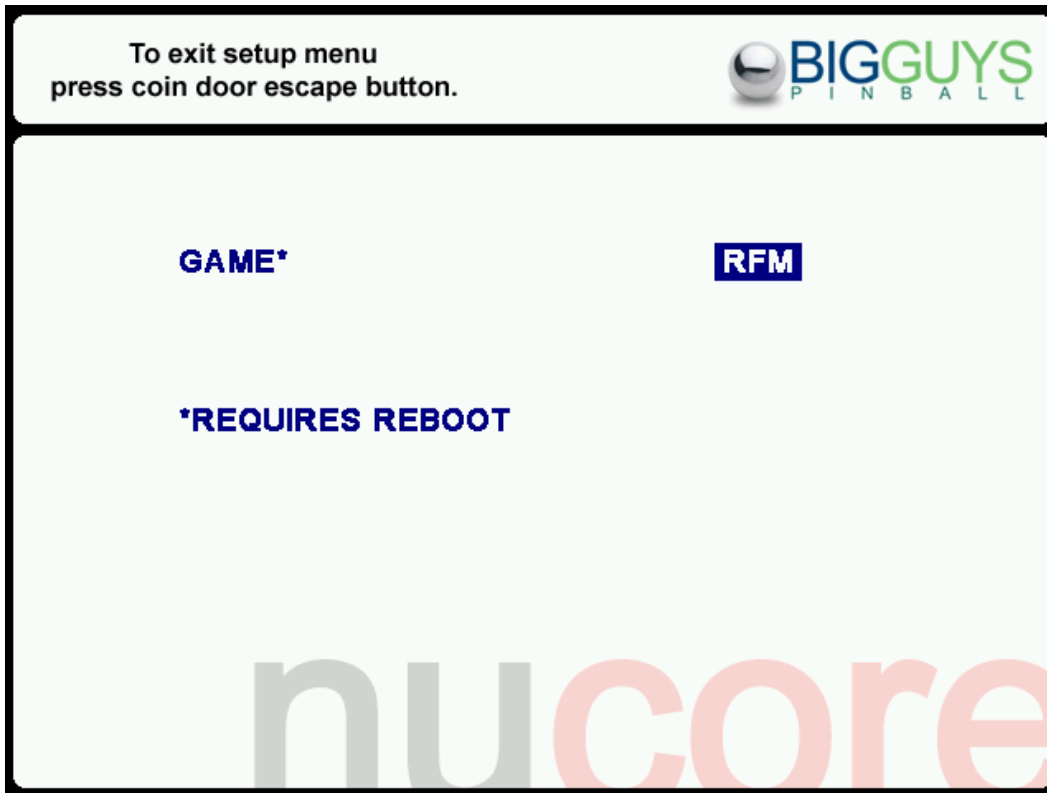 To exit setup menu
press coin door escape button.
BIGGUYS
PINBALL
GAME* RFM
*REQUIRES REBOOT
nucore